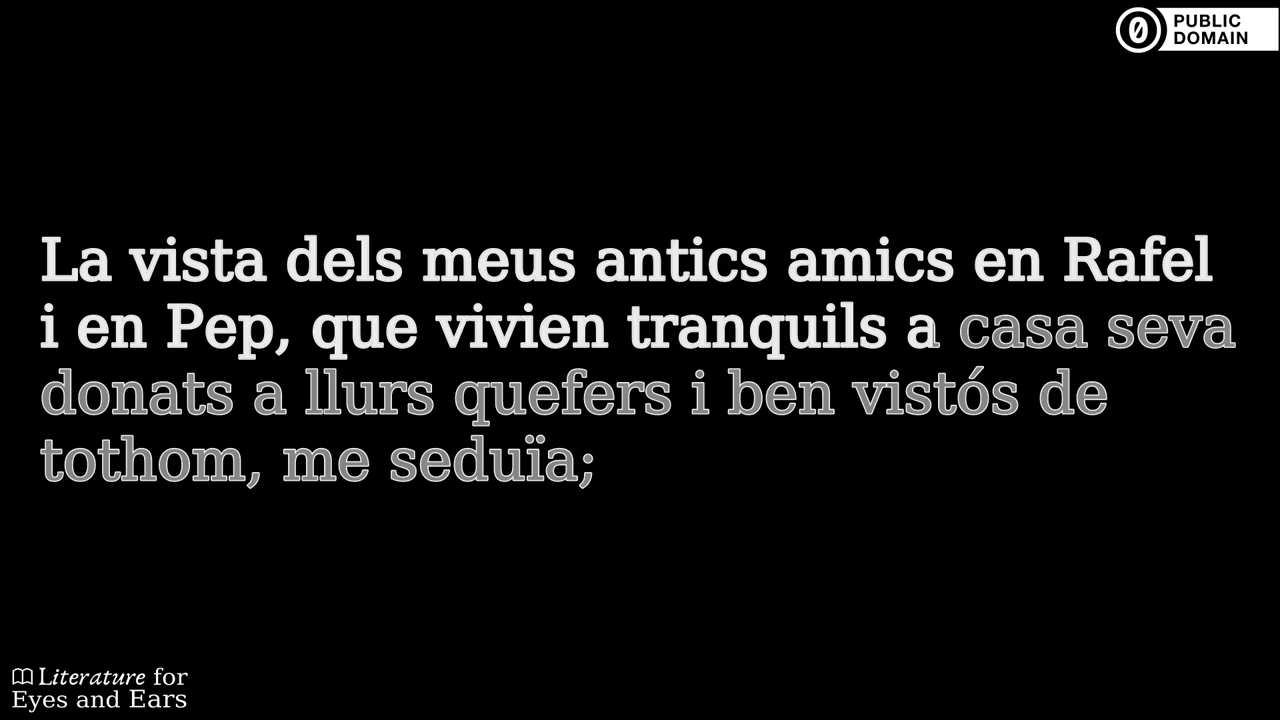 PUBLIC
DOMAIN
La vista dels meus antics amics en Rafel
i en Pep, que vivien tranquils a casa seva
donats a llurs quefers i ben vistós de
tothom, me seduïa;
Literature for
Eyes and Ears